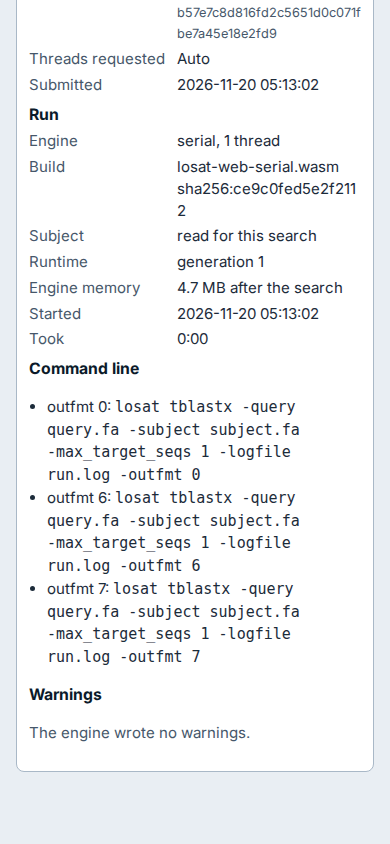 b57e7c8d816fd2c5651d0c071f
be7a45e18e2fd9
Threads requested Auto
Submitted 2026-11-20 05:13:02
Run
Engine serial, 1 thread
Build losat-web-serial.wasm
sha256:ce9c0fed5e2f211
2
Subject read for this search
Runtime generation 1
Engine memory 4.7 MB after the search
Started 2026-11-20 05:13:02
Took 0:00
Command line
• outfmt 0: losat tblastx -query
query.fa -subject subject.fa
-max_target_seqs 1 -logfile
run.log -outfmt 0
• outfmt 6: losat tblastx -query
query.fa -subject subject.fa
-max_target_seqs 1 -logfile
run.log -outfmt 6
• outfmt 7: losat tblastx -query
query.fa -subject subject.fa
-max_target_seqs 1 -logfile
run.log -outfmt 7
Warnings
The engine wrote no warnings.